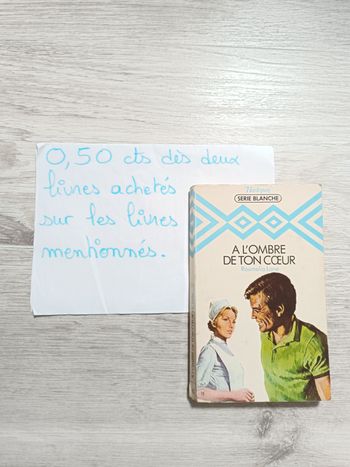 0,50 cts dès deux
livres achetés
sur les livres
mentionnés.
Harlequin
SERIE BLANCHE
A L'OMBRE
DE TON CŒUR